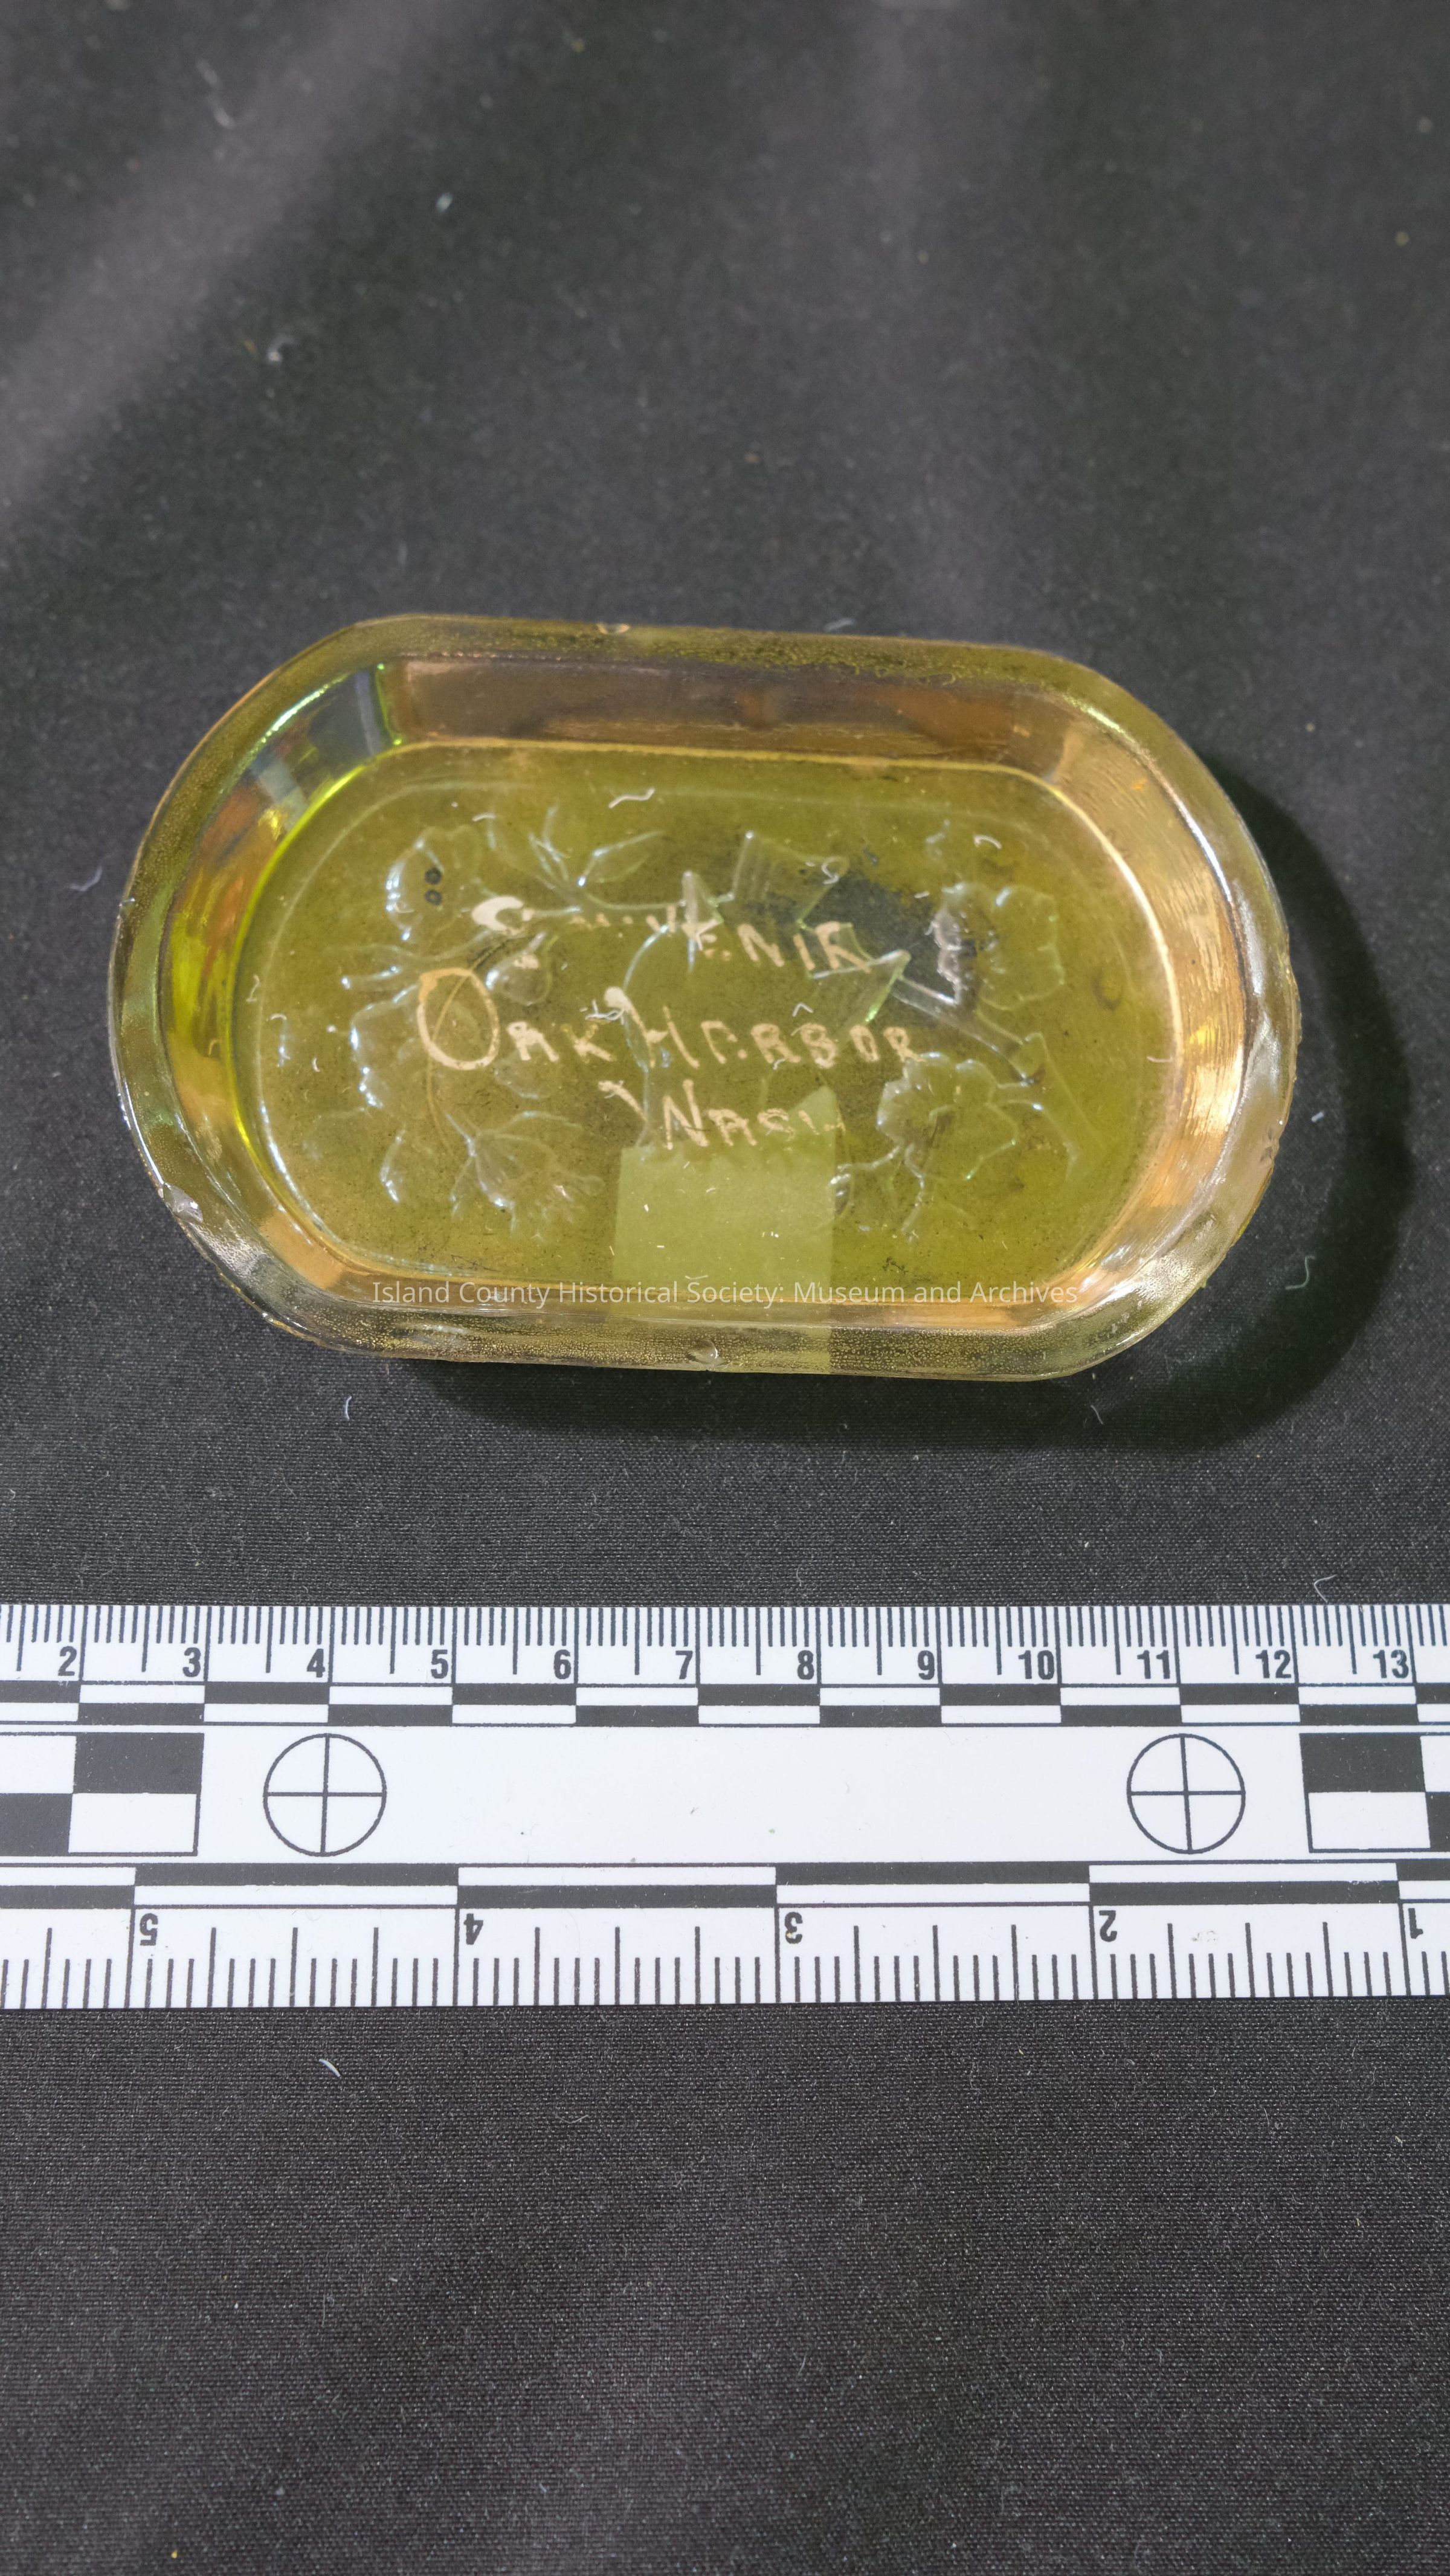 SOUVENIR
OAK HARBOR
WASH
Island County Historical Society: Museum and Archives
2 3 4 5 6 7 8 9 10 11 12 13
5 4 3 2 1